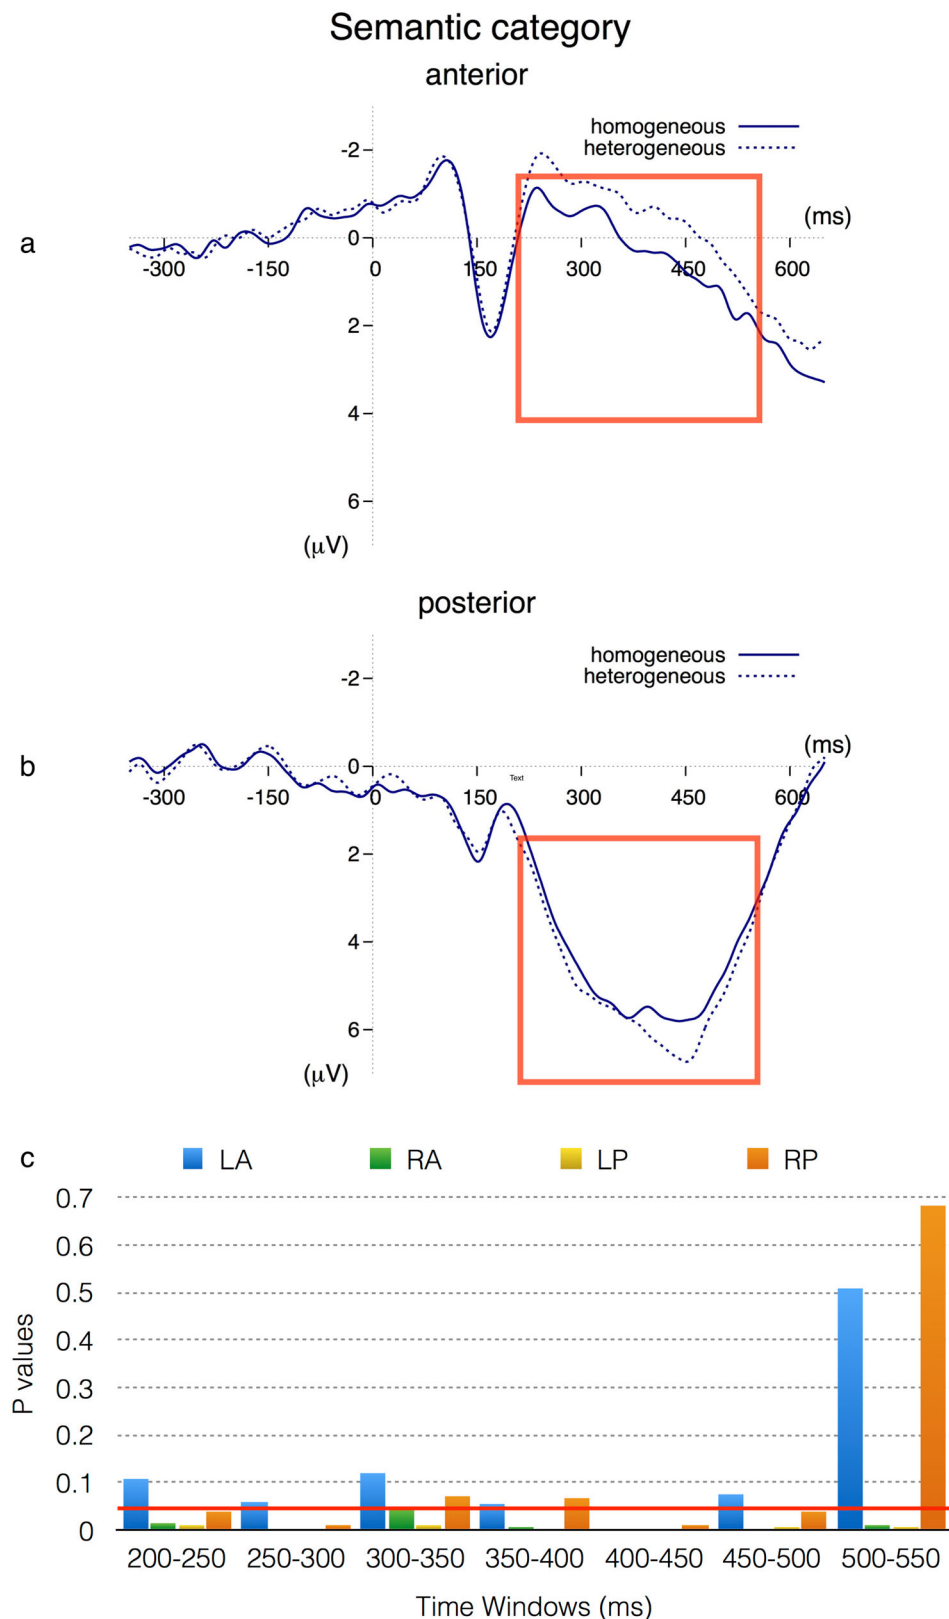 Semantic category
anterior
homogeneous
heterogeneous
-2
(ms)
a
0
-300 -150 0 150 300 450 600
2
4
6
(μV)
posterior
homogeneous
heterogeneous
-2
(ms)
b
0
Text
-300 -150 0 150 300 450 600
2
4
6
(μV)
c LA RA LP RP
0.7
0.6
0.5
0.4
0.3
0.2
0.1
0
P values
200-250 250-300 300-350 350-400 400-450 450-500 500-550
Time Windows (ms)